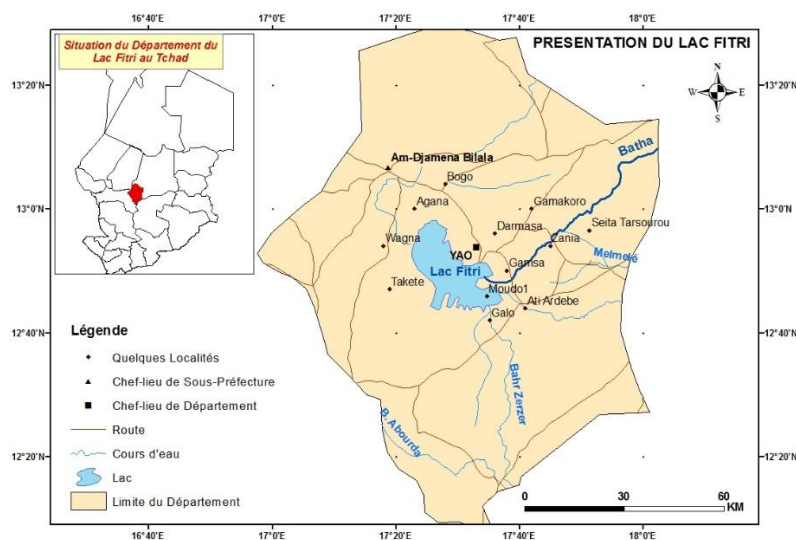 16°40'E 17°0'E 17°20'E 17°40'E 18°0'E
Situation du Département du
Lac Fitri au Tchad
PRESENTATION DU LAC FITRI
N
W E
S
13°20'N 13°20'N
13°0'N 13°0'N
12°40'N 12°40'N
12°20'N 12°20'N
Am-Djamena Bilala
Bogo
Batha
Agana
Gamakoro
Darmasa
Seita Tarsourou
Wagna
YAO
Zania
Melmelé
Lac Fitri
Gamsa
Takete
Moudo1
Ati Ardebe
Galo
Bahr Zerzer
B. Abourda
Légende
Quelques Localités
Chef-lieu de Sous-Préfecture
Chef-lieu de Département
Route
Cours d'eau
Lac
Limite du Département
0 30 60
KM
16°40'E 17°0'E 17°20'E 17°40'E 18°0'E